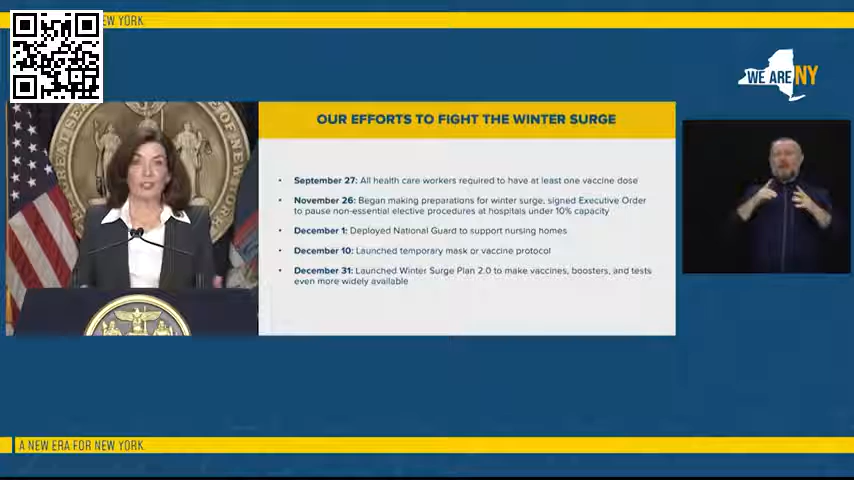 EW YORK
WE ARE NY
OUR EFFORTS TO FIGHT THE WINTER SURGE
• September 27: All health care workers required to have at least one vaccine dose
• November 26: Began making preparations for winter surge, signed Executive Order
to pause non-essential elective procedures at hospitals under 10% capacity
• December 1: Deployed National Guard to support nursing homes
• December 10: Launched temporary mask or vaccine protocol
• December 31: Launched Winter Surge Plan 2.0 to make vaccines, boosters, and tests
even more widely available
A NEW ERA FOR NEW YORK